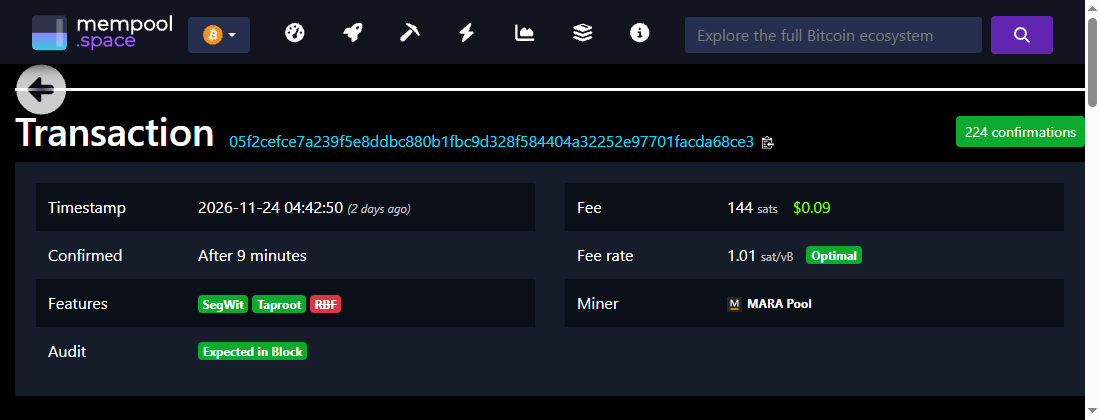 mempool
.space
Explore the full Bitcoin ecosystem
Transaction 05f2cefce7a239f5e8ddbc880b1fbc9d328f584404a32252e97701facda68ce3 224 confirmations
Timestamp 2026-11-24 04:42:50 (2 days ago)
Fee 144 sats $0.09
Confirmed After 9 minutes
Fee rate 1.01 sat/vB Optimal
Features SegWit Taproot RBF
Miner MARA Pool
Audit Expected in Block